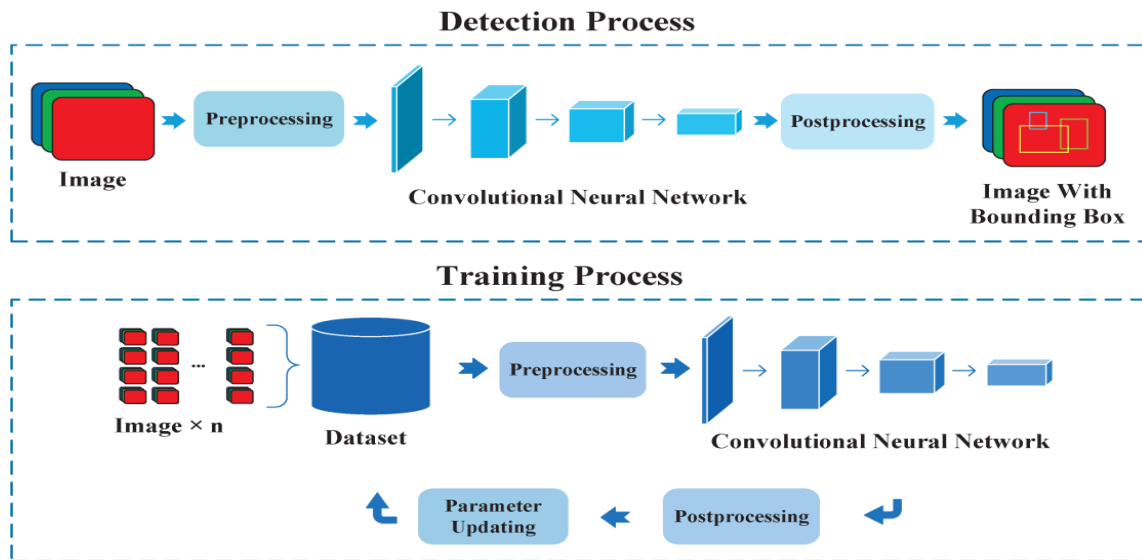 Detection Process
Preprocessing
Postprocessing
Image
Convolutional Neural Network
Image With
Bounding Box
Training Process
Preprocessing
...
Image × n
Dataset
Convolutional Neural Network
Parameter
Updating
Postprocessing